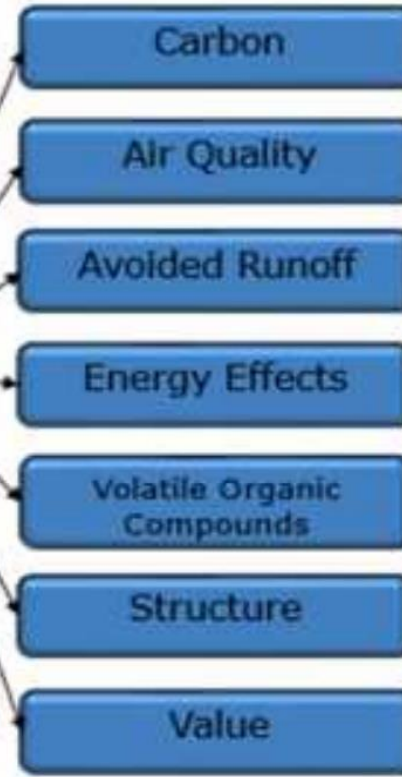 Carbon
Air Quality
Avoided Runoff
Energy Effects
Volatile Organic
Compounds
Structure
Value